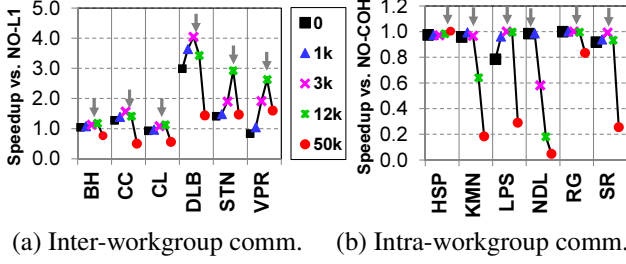 Speedup vs. NO-L1
5.0
4.0
3.0
2.0
1.0
0.0
BH
CC
CL
DLB
STN
VPR
0
1k
3k
12k
50k
Speedup vs. NO-COH
1.2
1.0
0.8
0.6
0.4
0.2
0.0
HSP
KMN
LPS
NDL
RG
SR
(a) Inter-workgroup comm.
(b) Intra-workgroup comm.